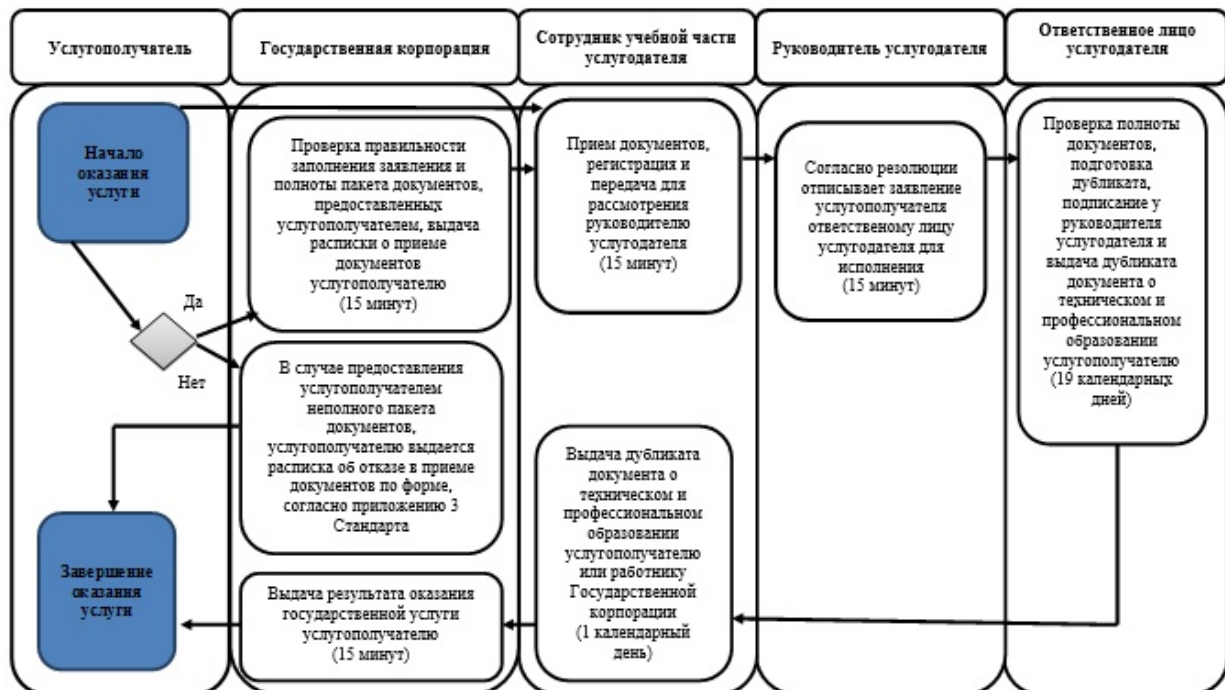 Услугополучатель
Государственная корпорация
Сотрудник учебной части
услугодателя
Руководитель услугодателя
Ответственное лицо
услугодателя
Начало
оказания
услуги
Да
Нет
Проверка правильности
заполнения заявления и
полноты пакета документов,
предоставленных
услугополучателем, выдача
расписки о приеме
документов
услугополучателю
(15 минут)
В случае предоставления
услугополучателем
неполного пакета
документов,
услугополучателю выдается
расписка об отказе в приеме
документов по форме,
согласно приложению 3
Стандарта
Завершение
оказания
услуги
Выдача результата оказания
государственной услуги
услугополучателю
(15 минут)
Прием документов,
регистрация и
передача для
рассмотрения
руководителю
услугодателя
(15 минут)
Выдача дубликата
документа о
техническом и
профессиональном
образовании
услугополучателю
или работнику
Государственной
корпорации
(1 календарный
день)
Согласно резолюции
отписывает заявление
услугополучателя
ответственому лицу
услугодателя для
исполнения
(15 минут)
Проверка полноты
документов,
подготовка
дубликата,
подписание у
руководителя
услугодателя и
выдача дубликата
документа о
техническом и
профессиональном
образовании
услугополучателю
(19 календарных
дней)